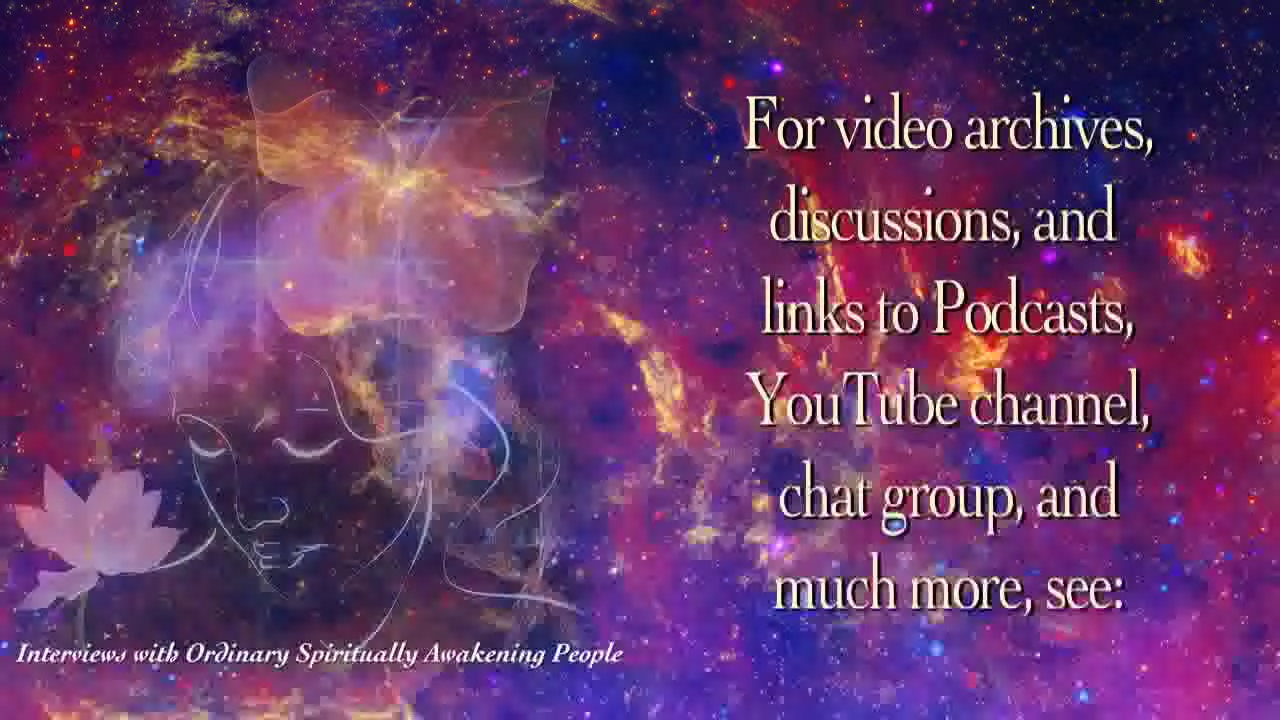 For video archives,
discussions, and
links to Podcasts,
YouTube channel,
chat group, and
much more, see:
Interviews with Ordinary Spiritually Awakening People